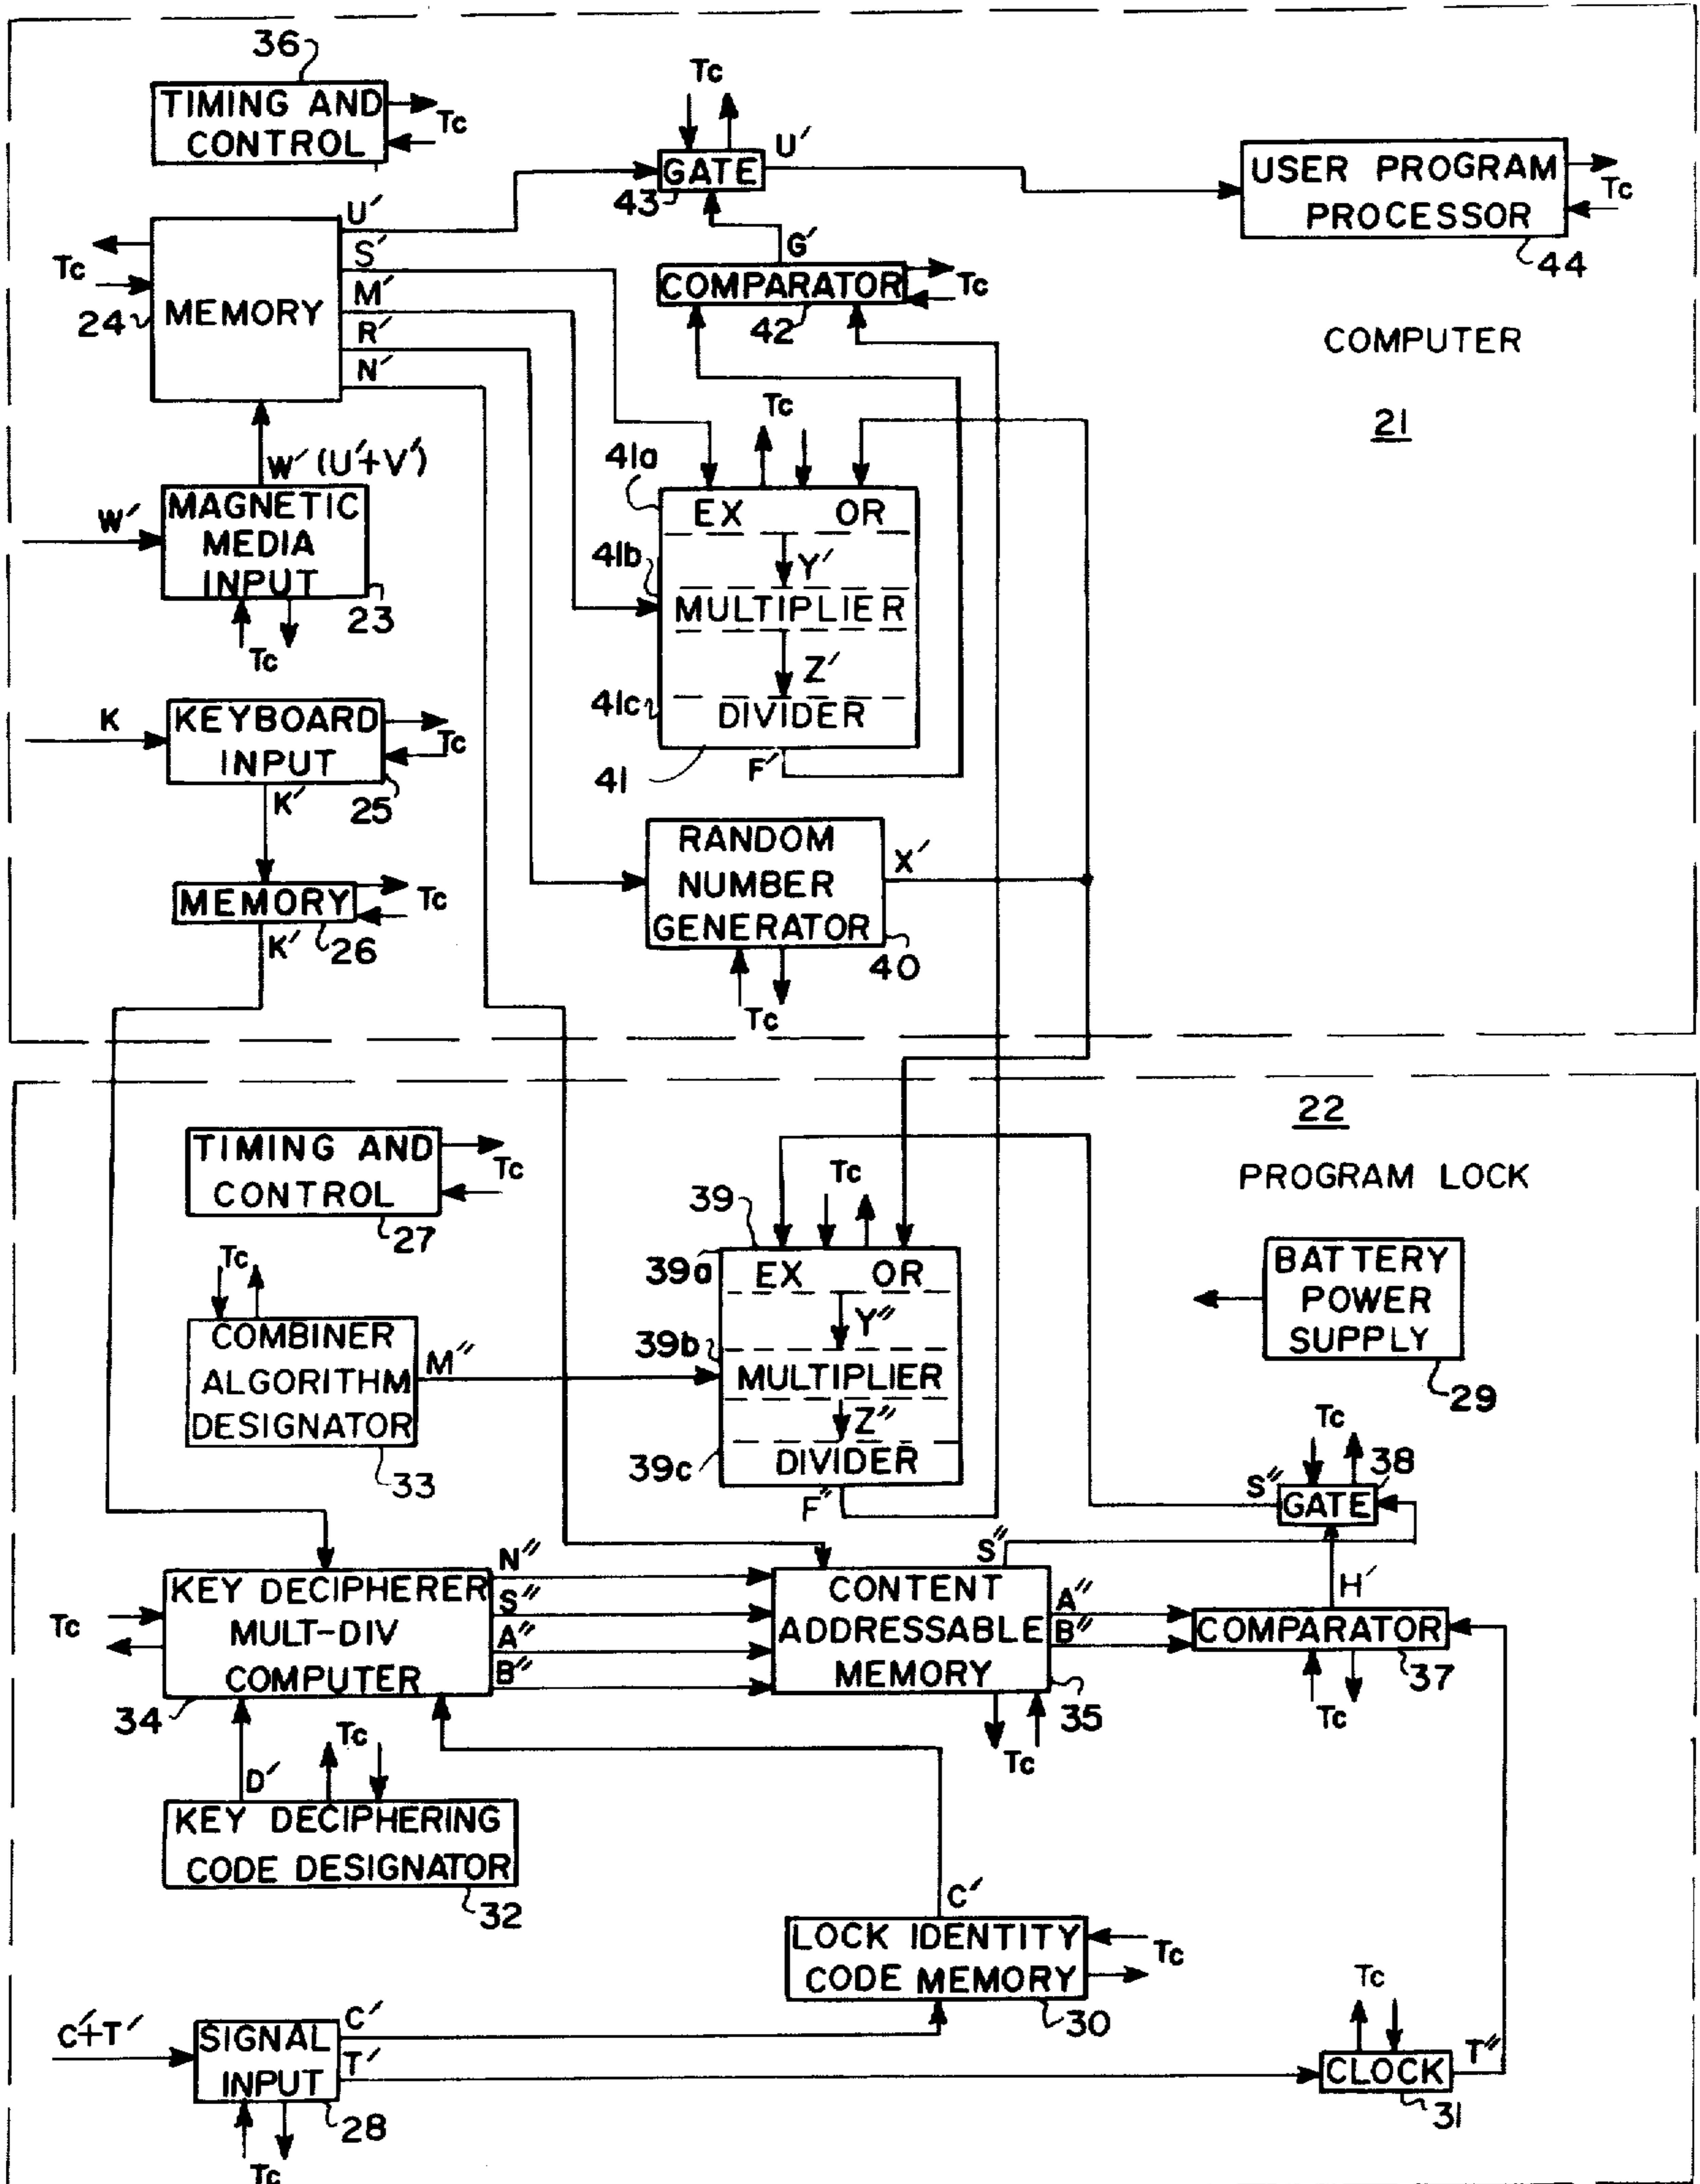 36
TIMING AND
CONTROL
Tc
Tc
GATE
43
U′
USER PROGRAM
PROCESSOR
Tc
44
Tc
24
MEMORY
U′
S′
M′
R′
N′
G′
COMPARATOR
Tc
42
COMPUTER
21
W′ (U′+V′)
W′
MAGNETIC
MEDIA
INPUT
23
Tc
Tc
41a
EX OR
Y′
41b
MULTIPLIER
Z′
41c
DIVIDER
F′
41
K
KEYBOARD
INPUT
Tc
K′
25
MEMORY
Tc
K′
26
RANDOM
NUMBER
GENERATOR
X′
40
Tc
22
PROGRAM LOCK
TIMING AND
CONTROL
Tc
27
39
Tc
39a
EX OR
Y″
39b
MULTIPLIER
Z″
39c
DIVIDER
F″
BATTERY
POWER
SUPPLY
29
Tc
COMBINER
ALGORITHM
DESIGNATOR
M″
33
Tc
38
S″
GATE
H′
KEY DECIPHERER
MULT-DIV
COMPUTER
Tc
34
N″
S″
A″
B″
S″
CONTENT
ADDRESSABLE
MEMORY
35
Tc
A″
B″
COMPARATOR
37
Tc
D′
Tc
KEY DECIPHERING
CODE DESIGNATOR
32
C′
LOCK IDENTITY
CODE MEMORY
Tc
30
C′+T′
SIGNAL
INPUT
C′
T′
28
Tc
Tc
CLOCK
T″
31